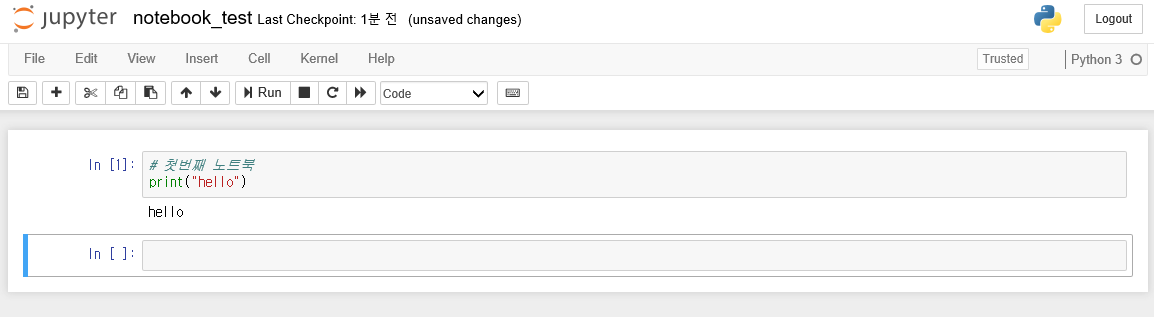 jupyter notebook_test Last Checkpoint: 1분 전 (unsaved changes) Logout
File Edit View Insert Cell Kernel Help Trusted Python 3
Run Code
In [1]: # 첫번째 노트북
print("hello")
hello
In [ ]: